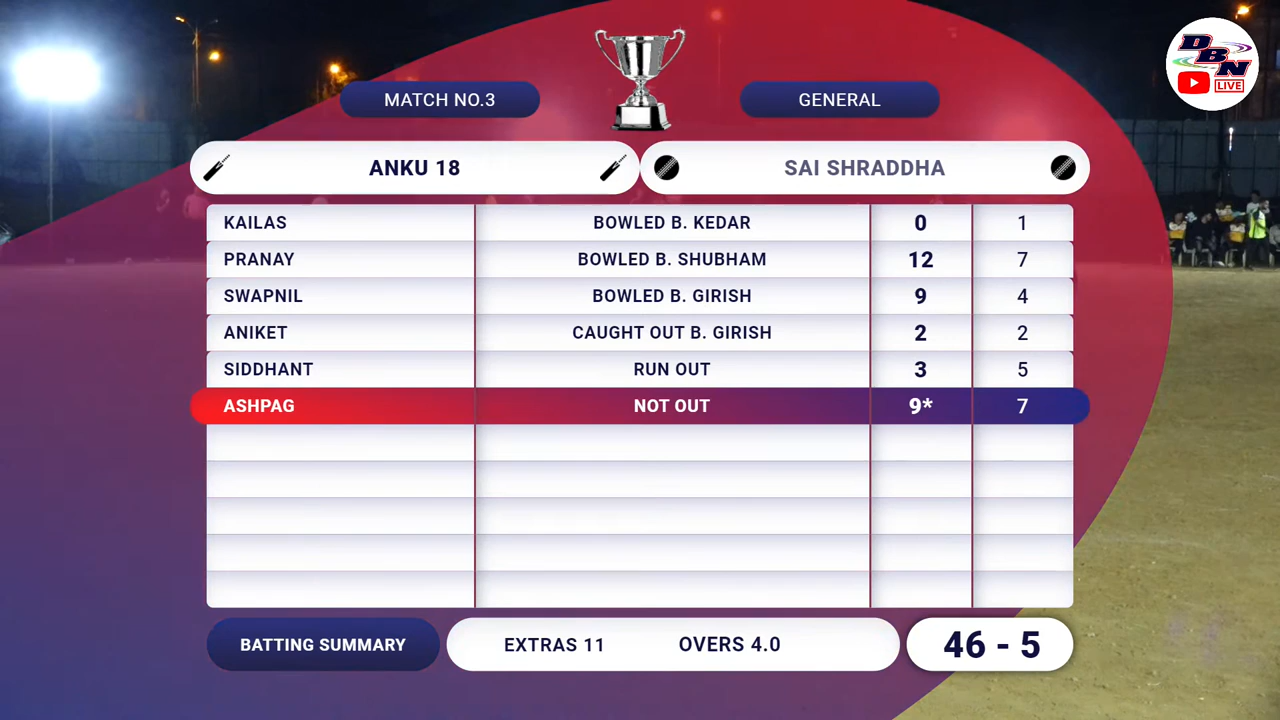 DBN
LIVE
MATCH NO.3
GENERAL
ANKU 18
SAI SHRADDHA
KAILAS BOWLED B. KEDAR 0 1
PRANAY BOWLED B. SHUBHAM 12 7
SWAPNIL BOWLED B. GIRISH 9 4
ANIKET CAUGHT OUT B. GIRISH 2 2
SIDDHANT RUN OUT 3 5
ASHPAG NOT OUT 9* 7
BATTING SUMMARY EXTRAS 11 OVERS 4.0 46 - 5